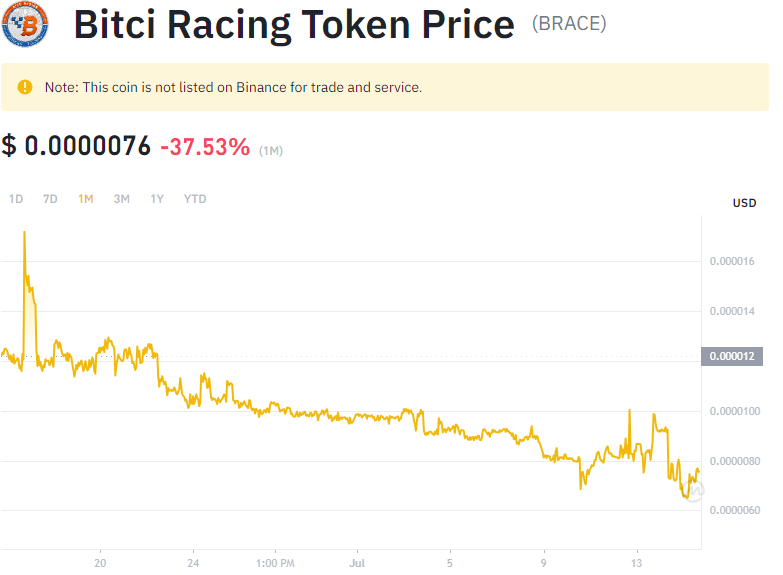 Bitci Racing Token Price (BRACE)
Note: This coin is not listed on Binance for trade and service.
$ 0.0000076 -37.53% (1M)
1D 7D 1M 3M 1Y YTD
USD
0.000016
0.000014
0.000012
0.0000100
0.0000080
0.0000060
20 24 1:00 PM Jul 5 9 13